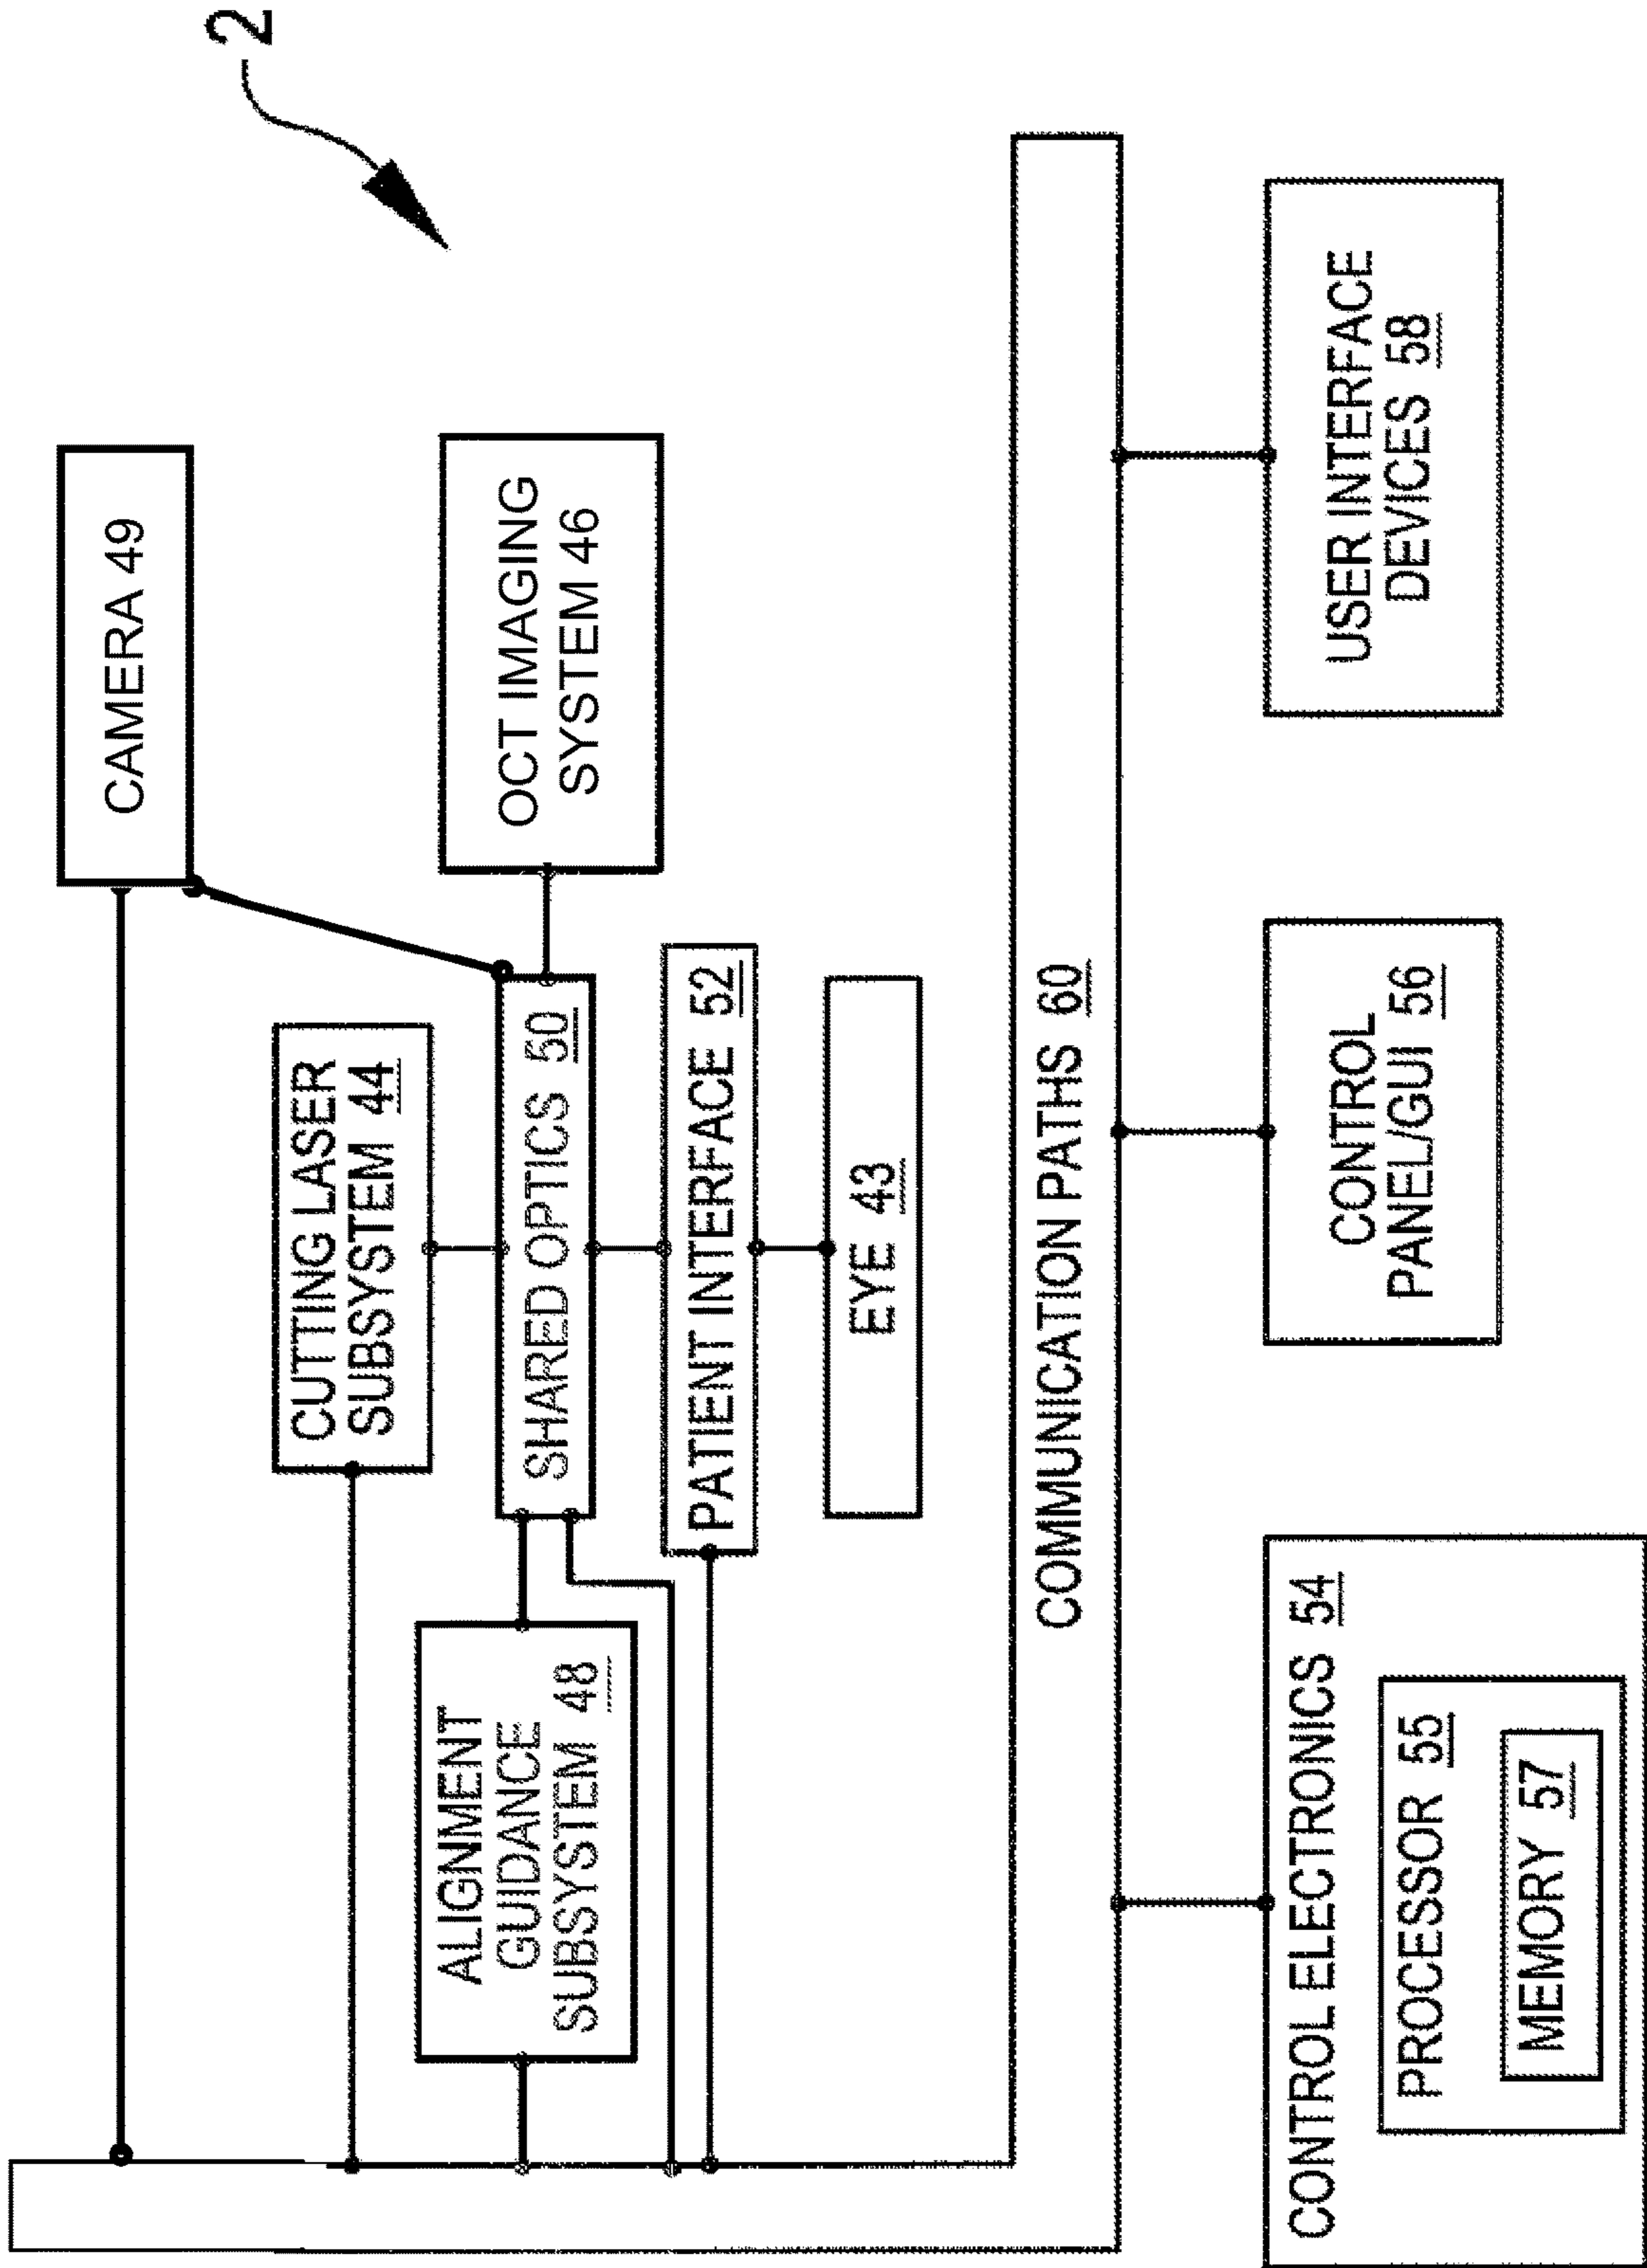 2
CAMERA 49
CUTTING LASER
SUBSYSTEM 44
OCT IMAGING
SYSTEM 46
ALIGNMENT
GUIDANCE
SUBSYSTEM 48
SHARED OPTICS 50
PATIENT INTERFACE 52
EYE 43
COMMUNICATION PATHS 60
CONTROL ELECTRONICS 54
PROCESSOR 55
MEMORY 57
CONTROL
PANEL/GUI 56
USER INTERFACE
DEVICES 58